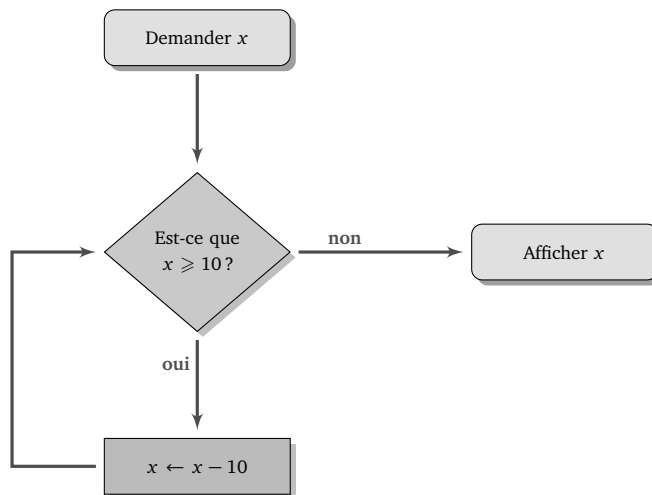 Demander x
Est-ce que
x ⩾ 10 ?
non
Afficher x
oui
x ← x − 10